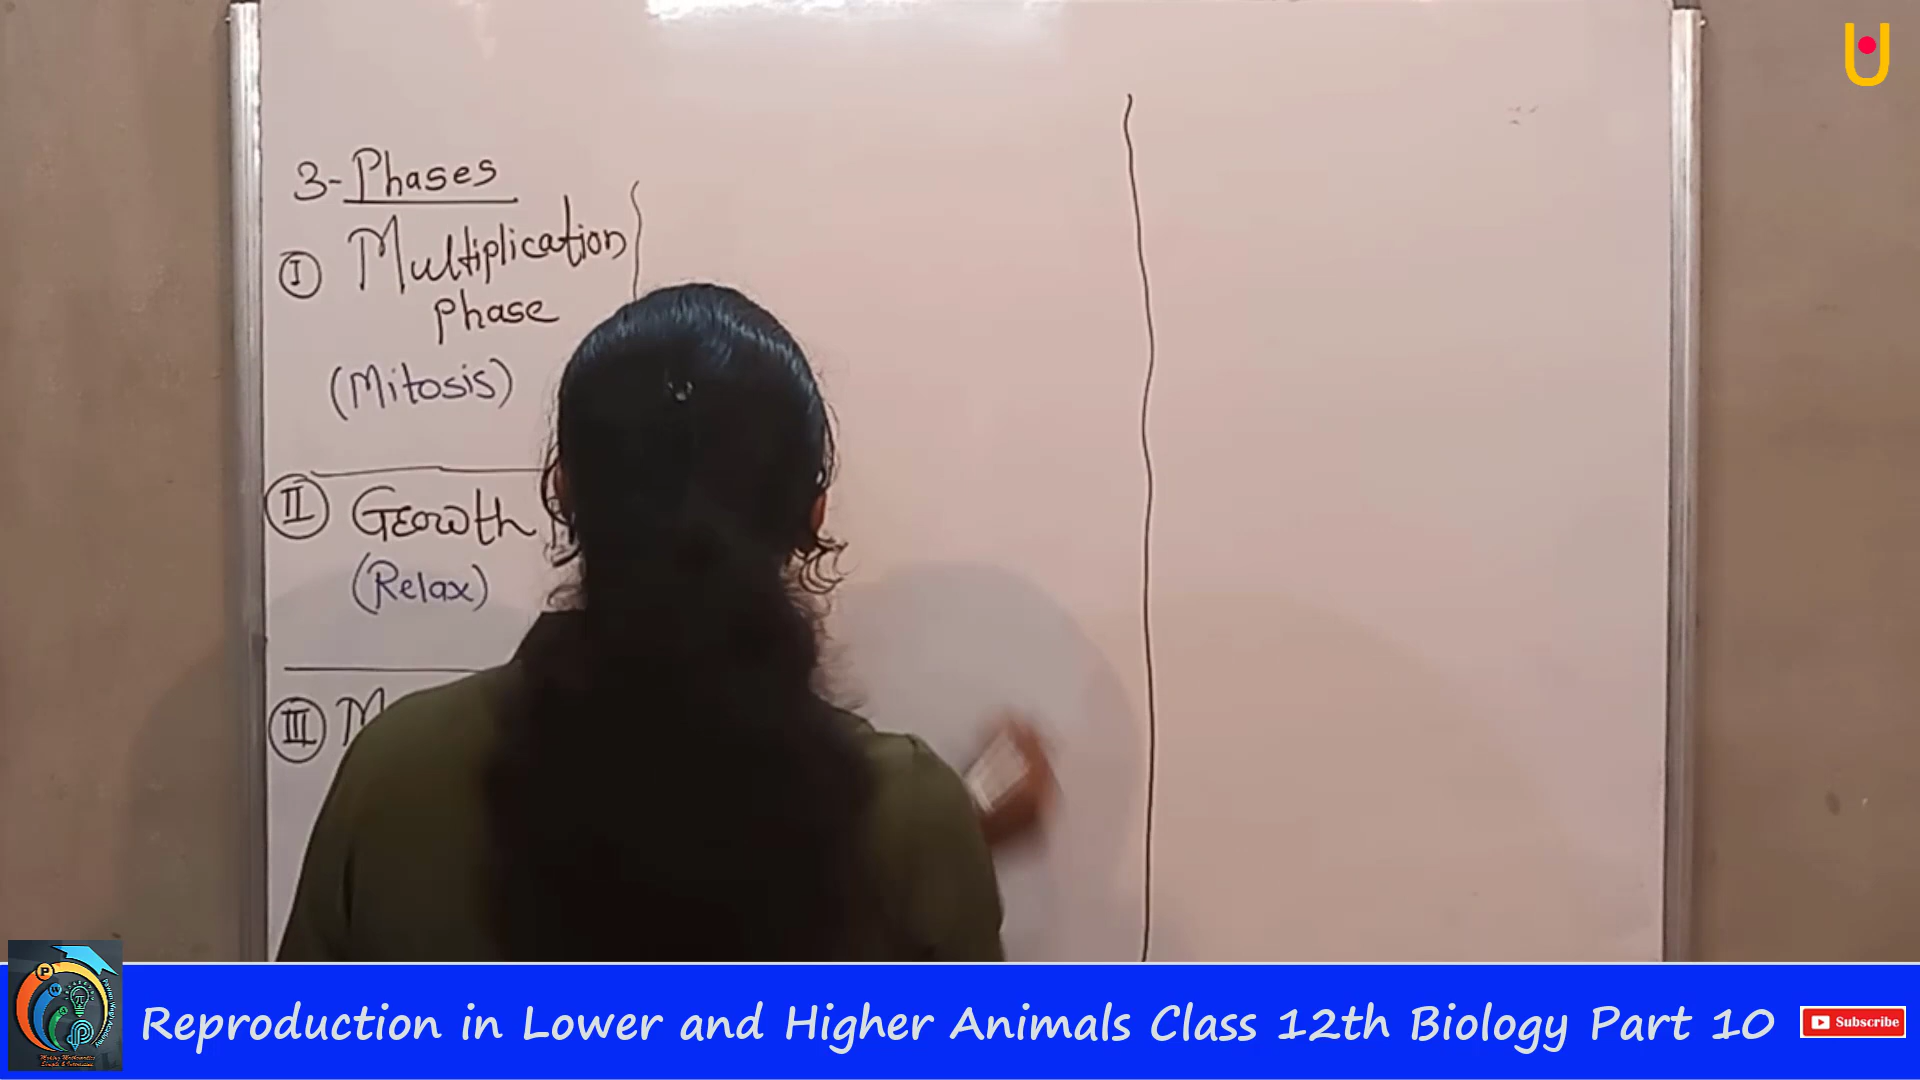 3-Phases
I Multiplication
phase
(Mitosis)
II Growth
(Relax)
III M
Reproduction in Lower and Higher Animals Class 12th Biology Part 10
Subscribe